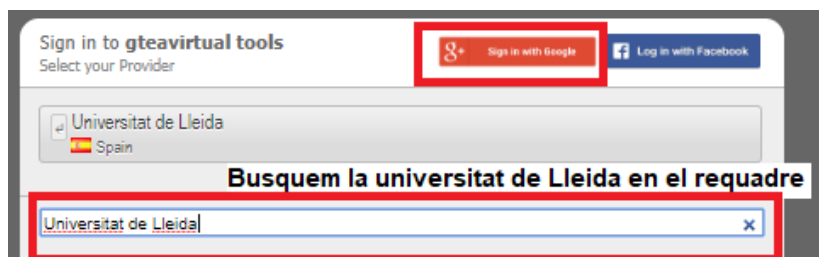 Sign in to gteavirtual tools
Select your Provider
g+ Sign in with Google
f Log in with Facebook
Universitat de Lleida
Spain
Busquem la universitat de Lleida en el requadre
Universitat de Lleida